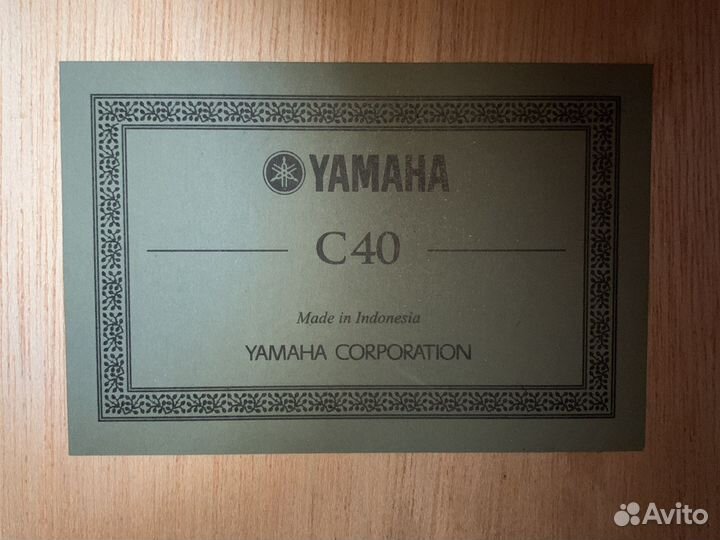 YAMAHA
C40
Made in Indonesia
YAMAHA CORPORATION
Avito